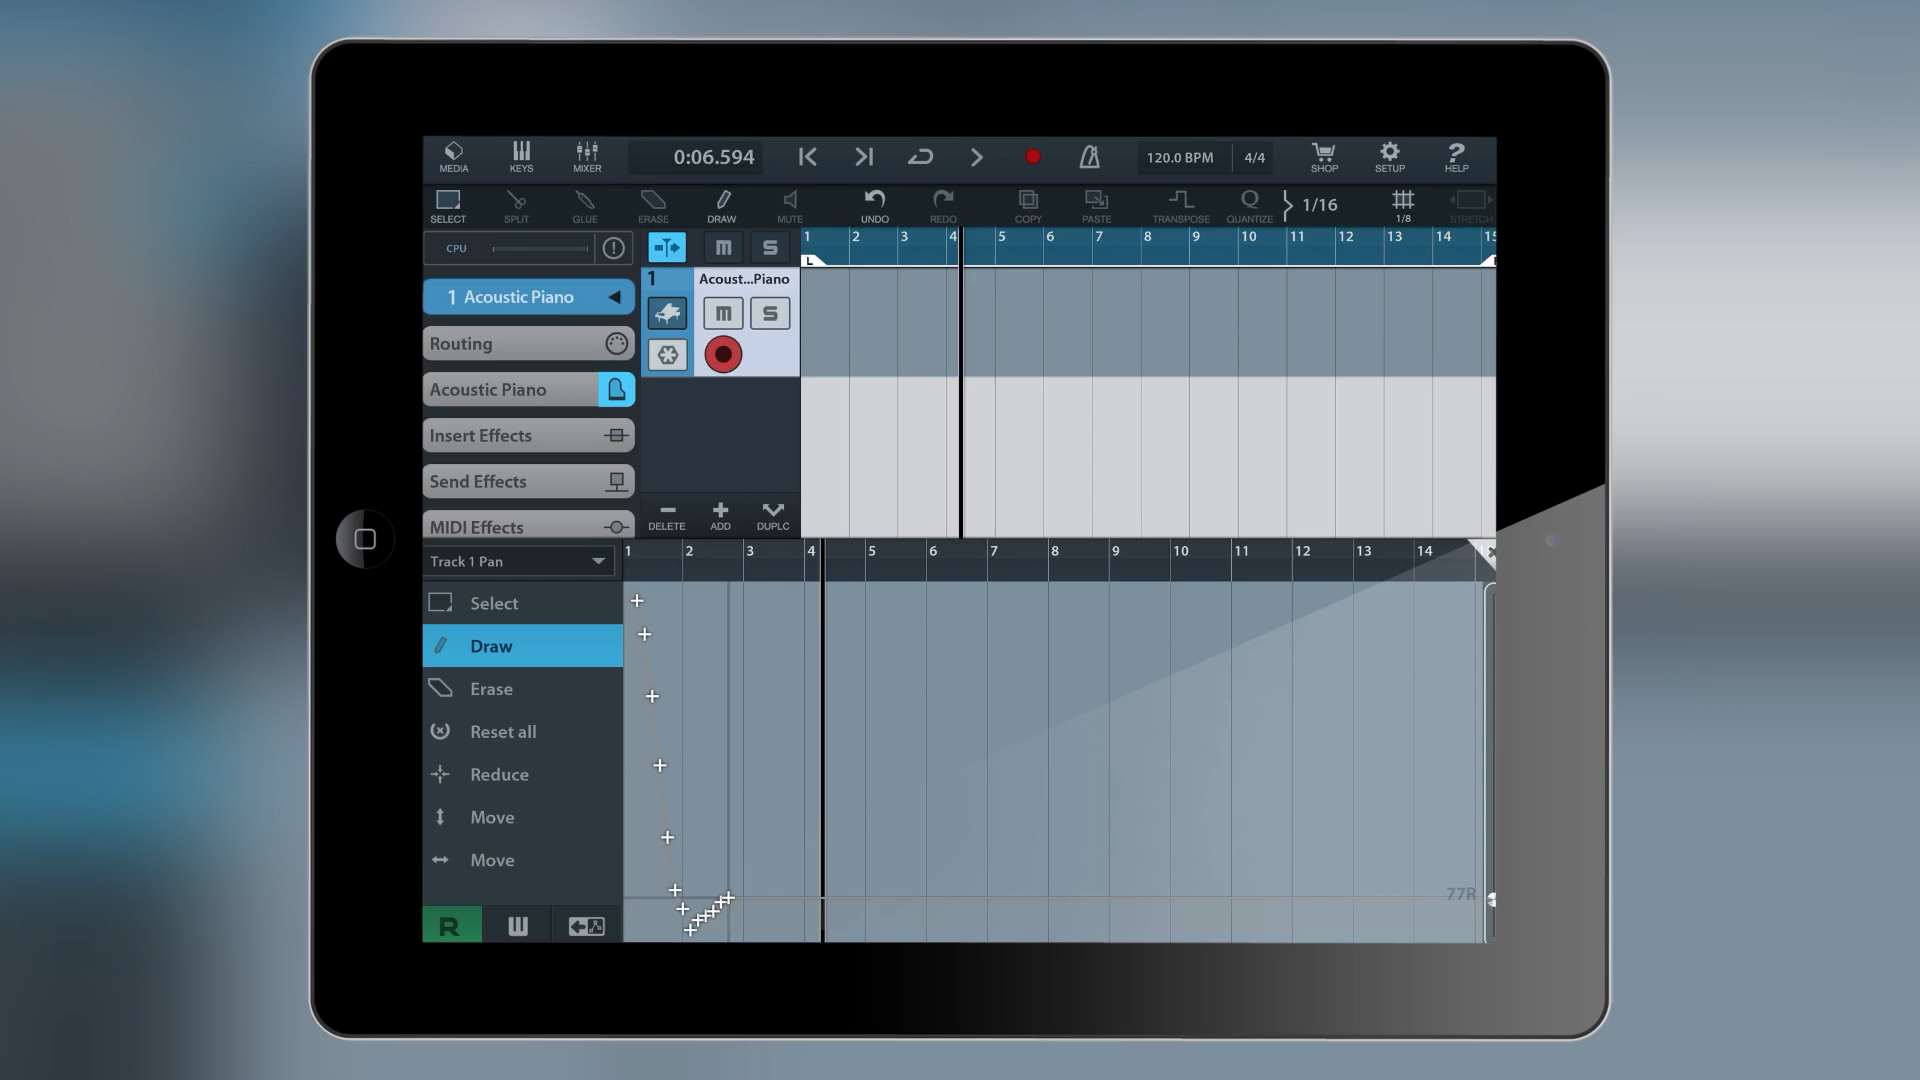 0:06.594
120.0 BPM 4/4
MEDIA KEYS MIXER SHOP SETUP HELP
1/16
SELECT SPLIT GLUE ERASE DRAW MUTE UNDO REDO COPY PASTE TRANSPOSE QUANTIZE 1/8 STRETCH
CPU M S
1 2 3 4 5 6 7 8 9 10 11 12 13 14 15
L
1 Acoust...Piano
1 Acoustic Piano
M S
Routing
Acoustic Piano
Insert Effects
Send Effects
MIDI Effects
DELETE ADD DUPLC
Track 1 Pan
1 2 3 4 5 6 7 8 9 10 11 12 13 14
Select
Draw
Erase
Reset all
Reduce
Move
Move
77R
R W